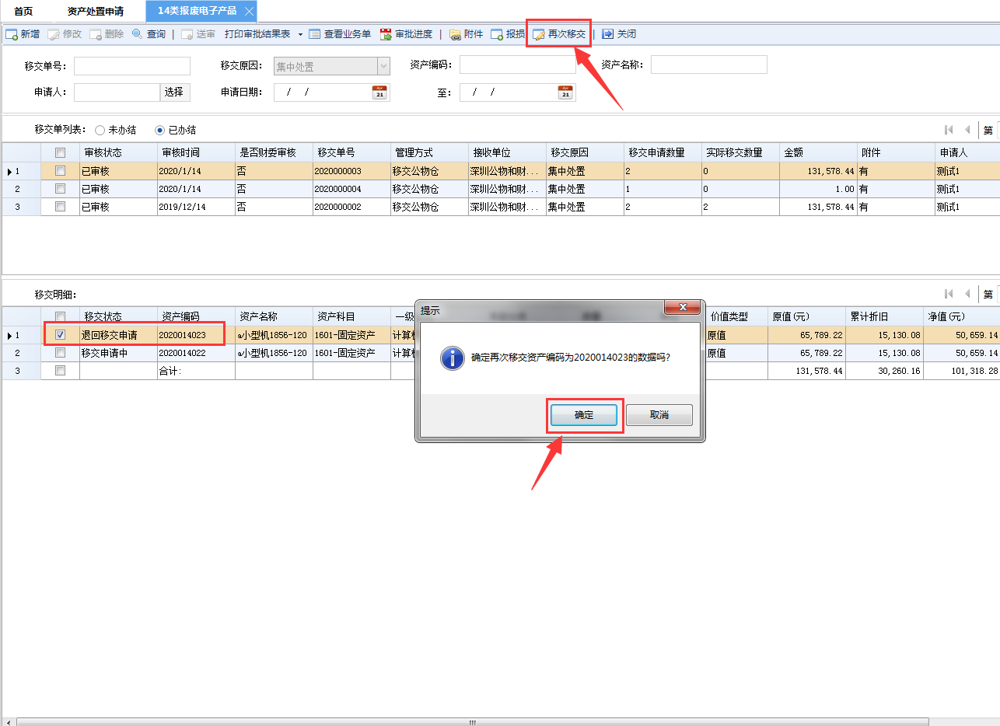 首页 资产处置申请 14类报废电子产品
新增 修改 删除 查询 | 送审 打印审批结果表 查看业务单 审批进度 | 附件 报损 再次移交 | 关闭
移交单号： 移交原因： 集中处置 资产编码： 资产名称：
申请人： 选择 申请日期： / / 21 至： / / 21
移交单列表： 未办结 已办结 第
审核状态 审核时间 是否财委审核 移交单号 管理方式 接收单位 移交原因 移交申请数量 实际移交数量 金额 附件 申请人
1 已审核 2020/1/14 否 2020000003 移交公物仓 深圳公物和财... 集中处置 2 0 131,578.44 有 测试1
2 已审核 2020/1/14 否 2020000004 移交公物仓 深圳公物和财... 集中处置 1 0 1.00 有 测试1
3 已审核 2019/12/14 否 2020000002 移交公物仓 深圳公物和财... 集中处置 2 2 131,578.44 有 测试1
移交明细： 第
移交状态 资产编码 资产名称 资产科目 一级 价值类型 原值(元) 累计折旧 净值(元)
1 退回移交申请 2020014023 a小型机1856-120 1601-固定资产 计算机 原值 65,789.22 15,130.08 50,659.14
2 移交申请中 2020014022 a小型机1856-120 1601-固定资产 计算机 原值 65,789.22 15,130.08 50,659.14
3 合计: 131,578.44 30,260.16 101,318.28
提示
确定再次移交资产编码为2020014023的数据吗?
确定 取消